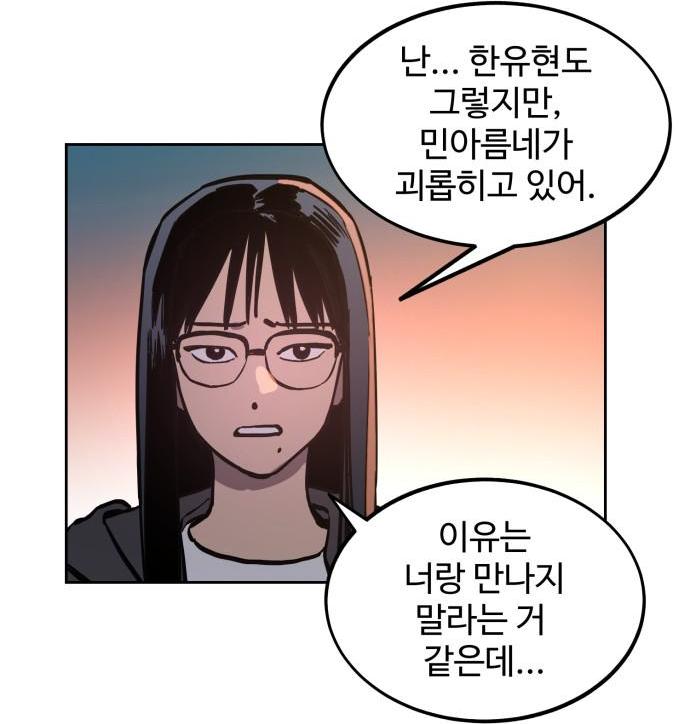 난... 한유현도
그렇지만,
민아름네가
괴롭히고 있어.
이유는
너랑 만나지
말라는 거
같은데...